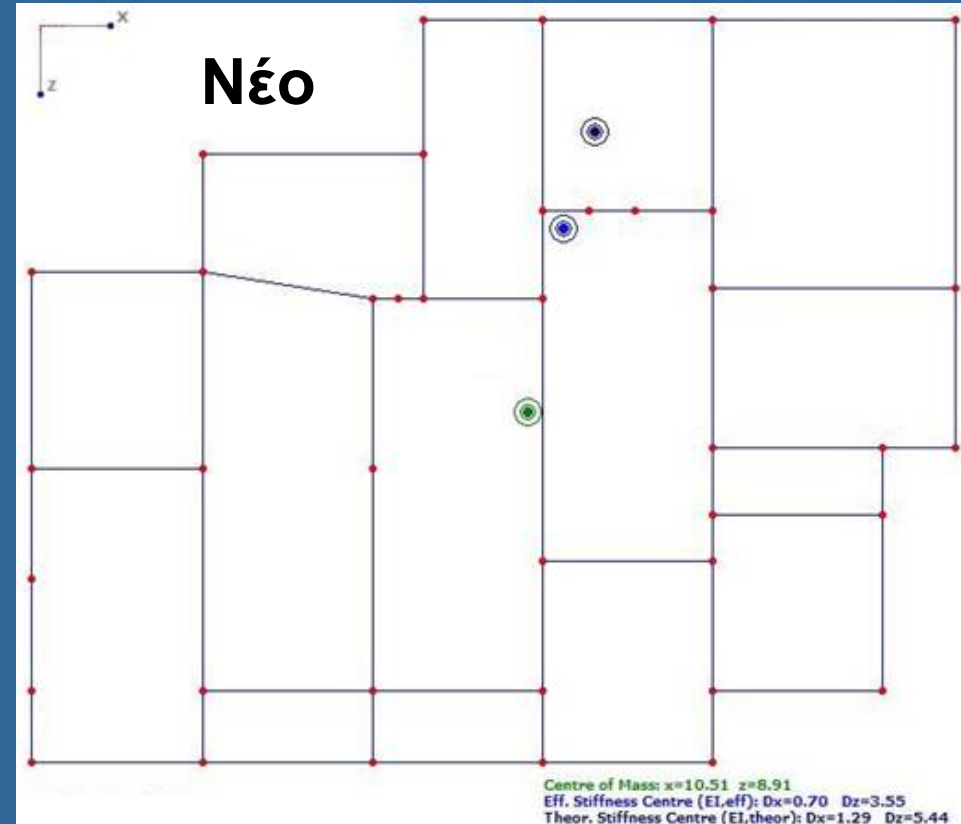 x
z
Νέο
Centre of Mass: x=10.51 z=8.91
Eff. Stiffness Centre (EI,eff): Dx=0.70 Dz=3.55
Theor. Stiffness Centre (EI,theor): Dx=1.29 Dz=5.44